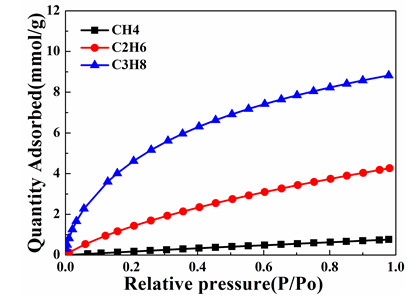 12
10
8
6
4
2
0
CH4
C2H6
C3H8
Quantity Adsorbed(mmol/g)
0.0 0.2 0.4 0.6 0.8 1.0
Relative pressure(P/Po)